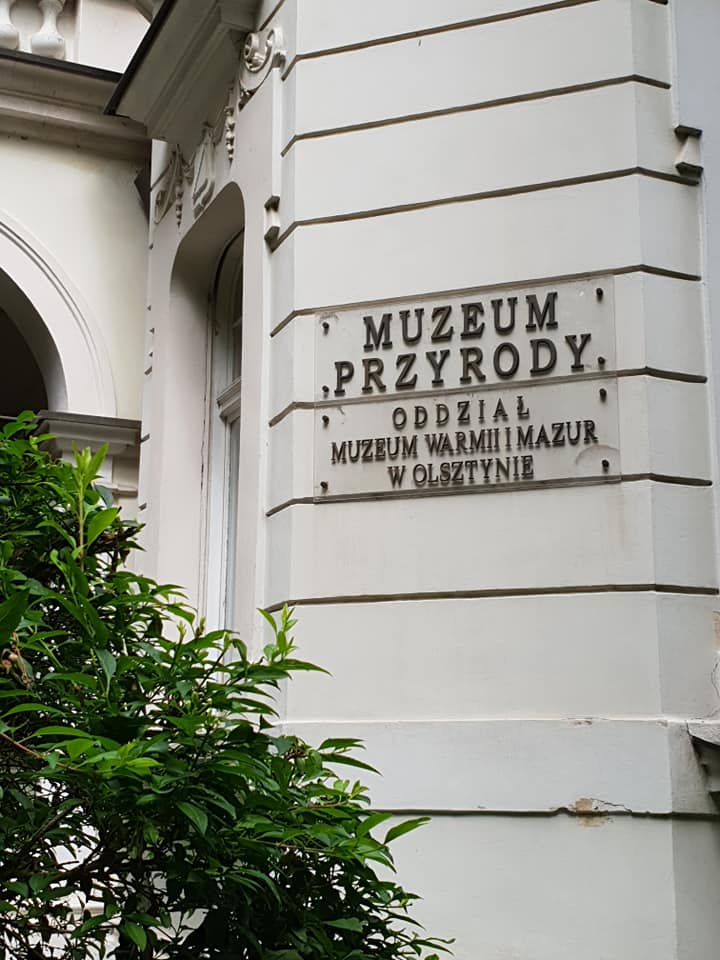 MUZEUM
PRZYRODY
ODDZIAŁ
MUZEUM WARMII I MAZUR
W OLSZTYNIE